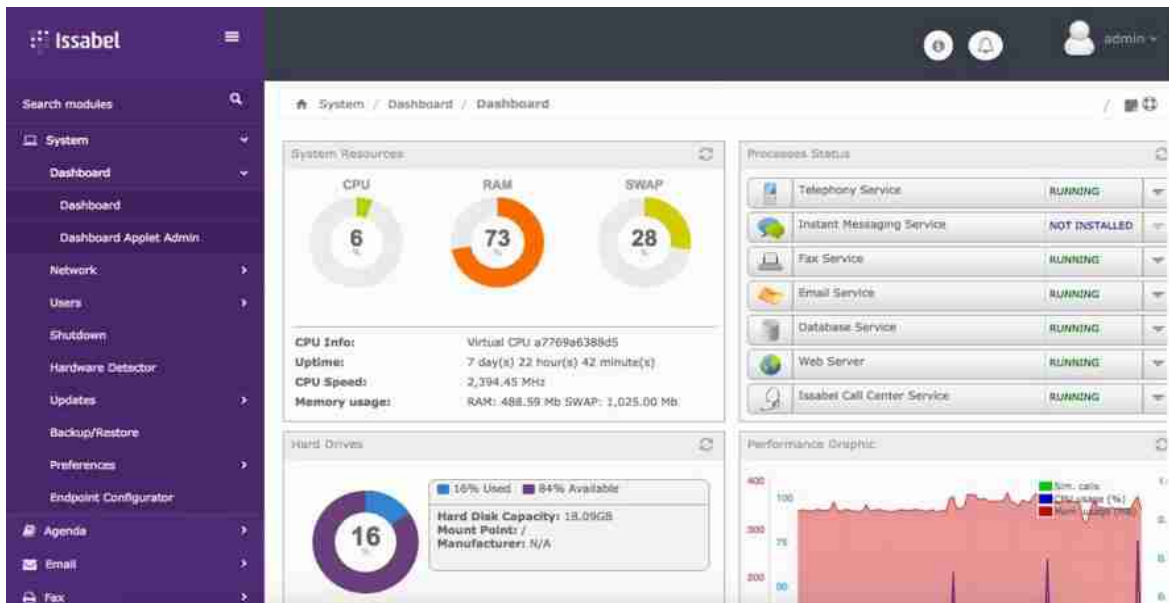 Issabel
admin
Search modules
System
Dashboard
Dashboard
Dashboard Applet Admin
Network
Users
Shutdown
Hardware Detector
Updates
Backup/Restore
Preferences
Endpoint Configurator
Agenda
Email
Fax
System / Dashboard / Dashboard
/
System Resources
CPU
RAM
SWAP
6
%
73
%
28
%
CPU Info: Virtual CPU a7769a6388d5
Uptime: 7 day(s) 22 hour(s) 42 minute(s)
CPU Speed: 2,394.45 MHz
Memory usage: RAM: 488.59 Mb SWAP: 1,025.00 Mb
Processes Status
Telephony Service RUNNING
Instant Messaging Service NOT INSTALLED
Fax Service RUNNING
Email Service RUNNING
Database Service RUNNING
Web Server RUNNING
Issabel Call Center Service RUNNING
Hard Drives
16
%
16% Used 84% Available
Hard Disk Capacity: 18.09GB
Mount Point: /
Manufacturer: N/A
Performance Graphic
400
300
200
100
75
Sim. calls
CPU usage (%)
Mem. usage (MB)